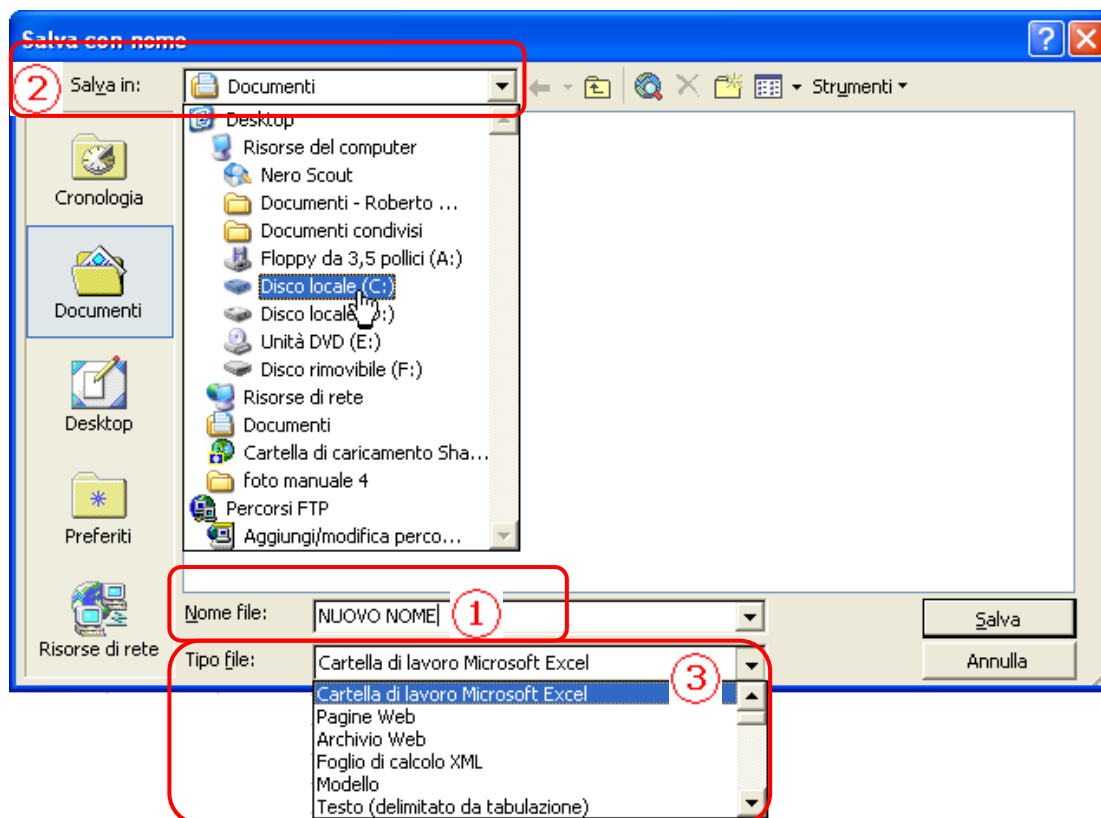 Salva con nome
2
Salva in:
Documenti
Strumenti
Desktop
Risorse del computer
Nero Scout
Documenti - Roberto ...
Documenti condivisi
Floppy da 3,5 pollici (A:)
Disco locale (C:)
Disco locale :)
Unità DVD (E:)
Disco rimovibile (F:)
Risorse di rete
Documenti
Cartella di caricamento Sha...
foto manuale 4
Percorsi FTP
Aggiungi/modifica perco...
Cronologia
Documenti
Desktop
Preferiti
Risorse di rete
Nome file:
NUOVO NOME
1
Salva
Tipo file:
Cartella di lavoro Microsoft Excel
3
Annulla
Cartella di lavoro Microsoft Excel
Pagine Web
Archivio Web
Foglio di calcolo XML
Modello
Testo (delimitato da tabulazione)